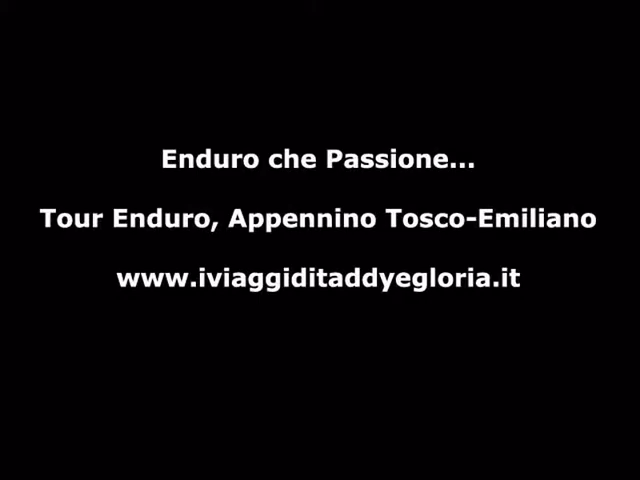 Enduro che Passione...
Tour Enduro, Appennino Tosco-Emiliano
www.iviaggiditaddyegloria.it